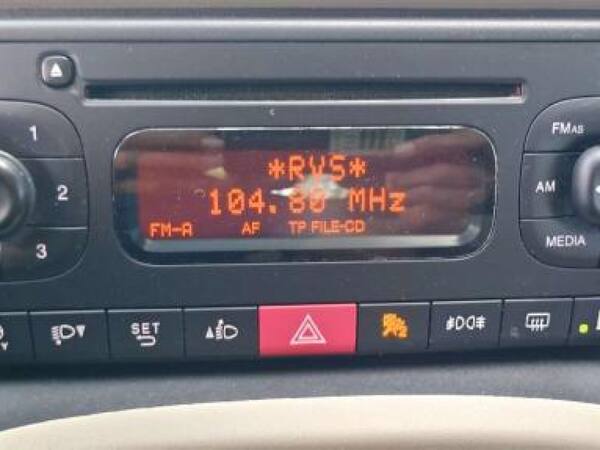 1
FMAS
*RVS*
2
AM
104.80 MHz
3
FM-A AF TP FILE-CD
MEDIA
SET